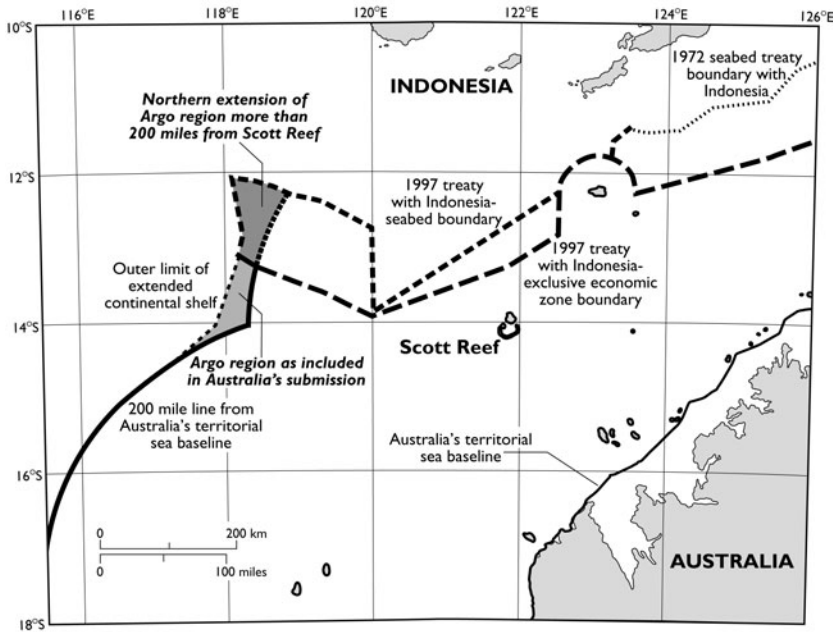 116°E
118°E
120°E
122°E
124°E
126°E
10°S
INDONESIA
1972 seabed treaty
boundary with
Indonesia
Northern extension of
Argo region more than
200 miles from Scott Reef
12°S
1997 treaty
with Indonesia-
seabed boundary
Outer limit of
extended
continental shelf
1997 treaty
with Indonesia-
exclusive economic
zone boundary
14°S
Scott Reef
Argo region as included
in Australia's submission
200 mile line from
Australia's territorial
sea baseline
Australia's territorial
sea baseline
16°S
0
200 km
0
100 miles
AUSTRALIA
18°S